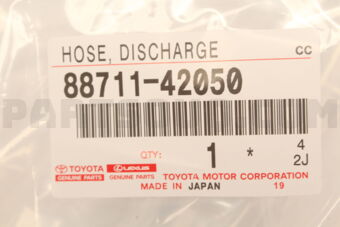 HOSE, DISCHARGE CC
88711-42050
QTY: 1 * 4
2J
TOYOTA LEXUS TOYOTA MOTOR CORPORATION
GENUINE PARTS GENUINE PARTS
MADE IN JAPAN 19